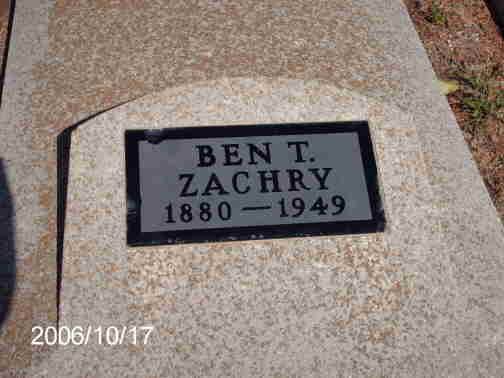 BEN T.
ZACHRY
1880 — 1949
2006/10/17